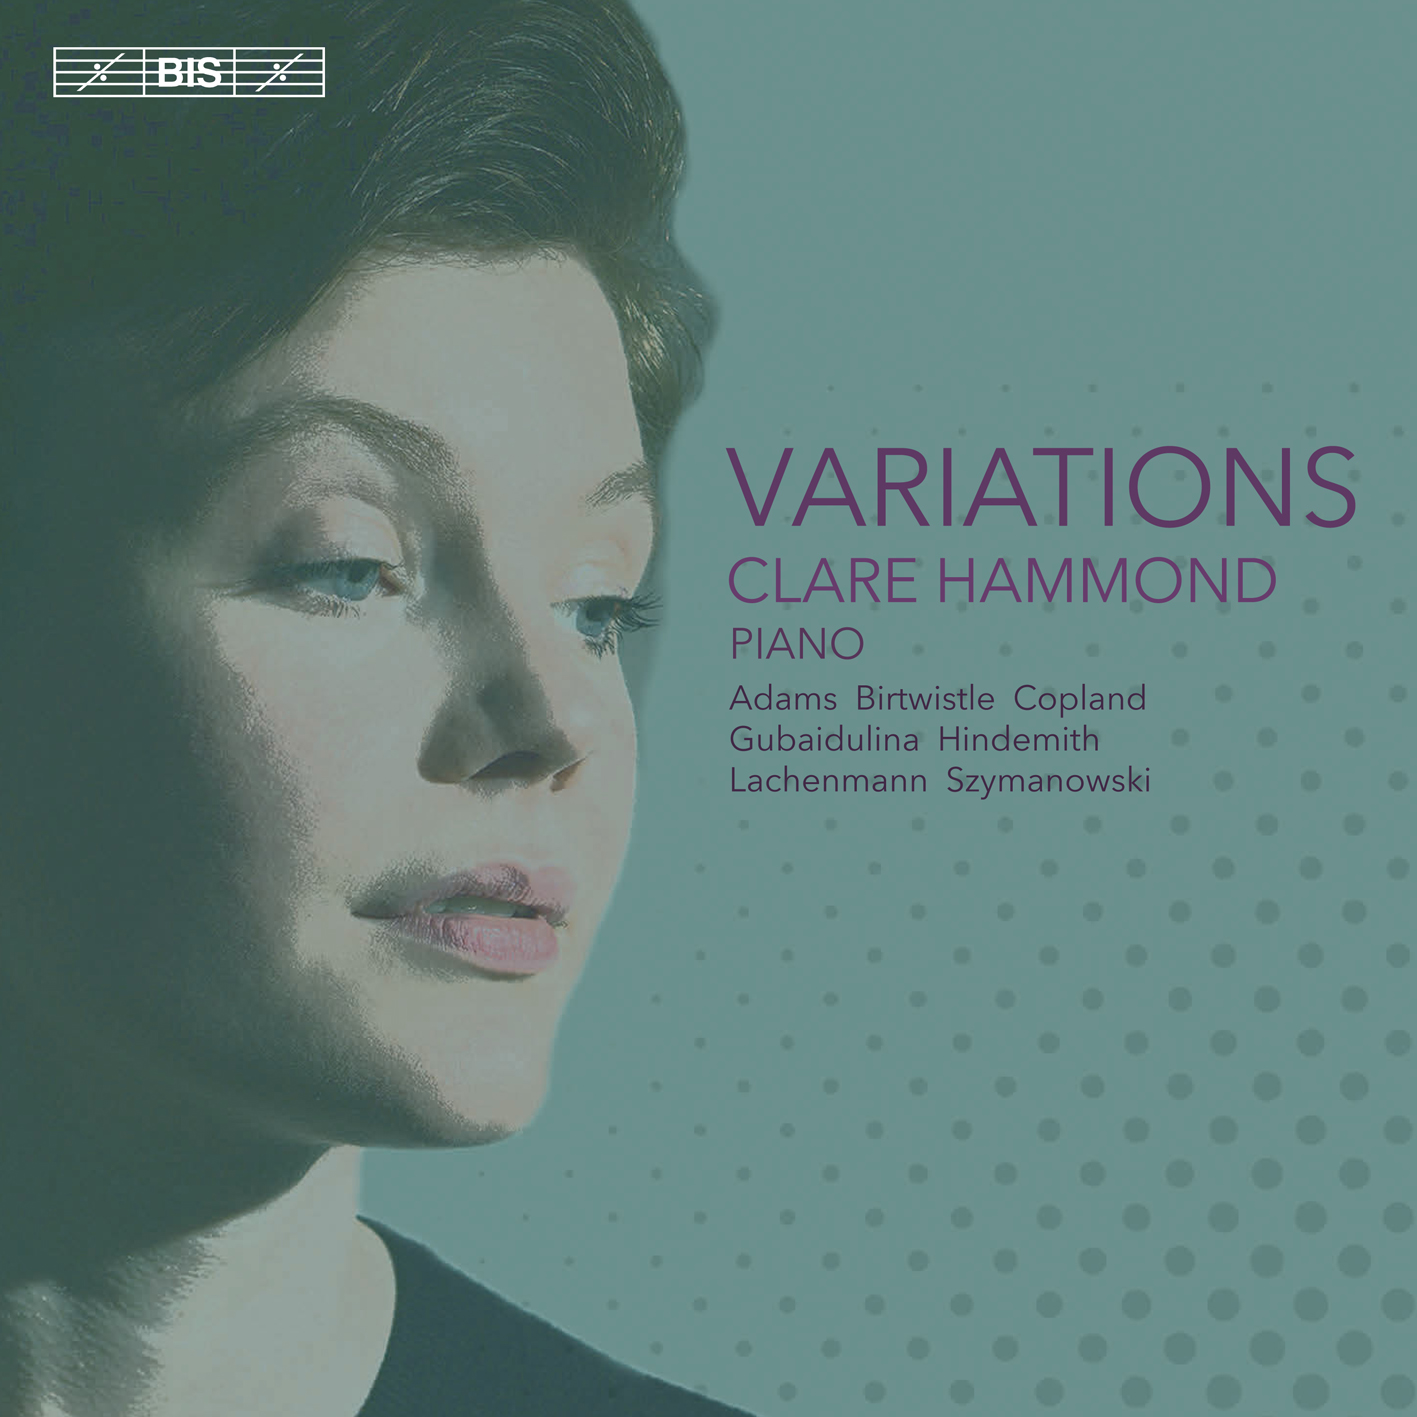 BIS
VARIATIONS
CLARE HAMMOND
PIANO
Adams Birtwistle Copland
Gubaidulina Hindemith
Lachenmann Szymanowski